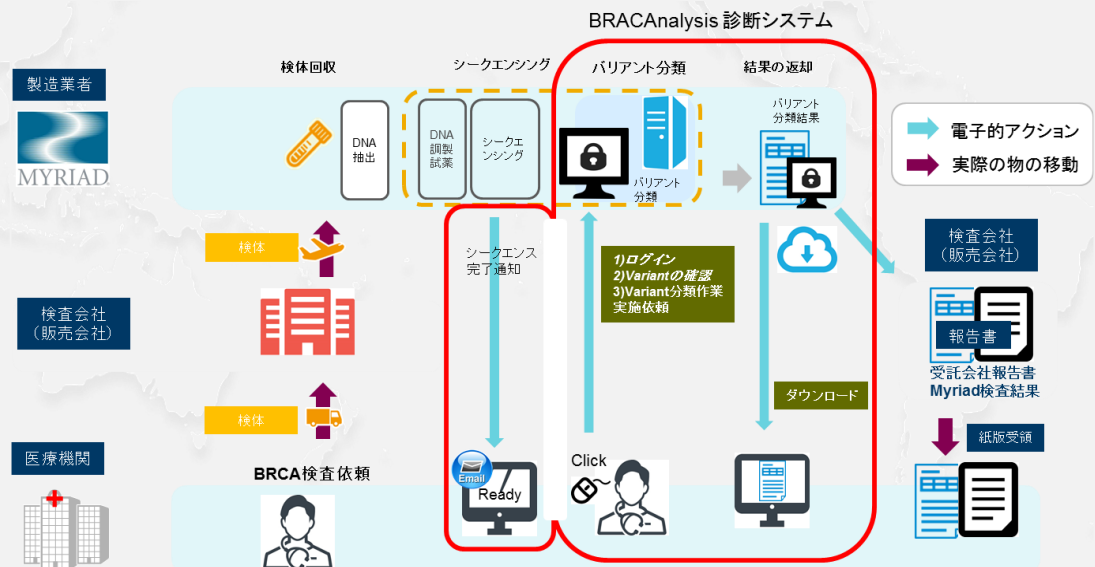 BRACAnalysis 診断システム
検体回収
シークエンシング
バリアント分類
結果の返却
製造業者
MYRIAD
DNA
抽出
DNA
調製
試薬
シークエ
ンシング
バリアント
分類
バリアント
分類結果
電子的アクション
実際の物の移動
検体
シークエンス
完了通知
1)ログイン
2)Variantの確認
3)Variant分類作業
実施依頼
検査会社
(販売会社)
検査会社
(販売会社)
報告書
受託会社報告書
Myriad検査結果
検体
ダウンロード
紙版受領
医療機関
BRCA検査依頼
Email
Ready
Click